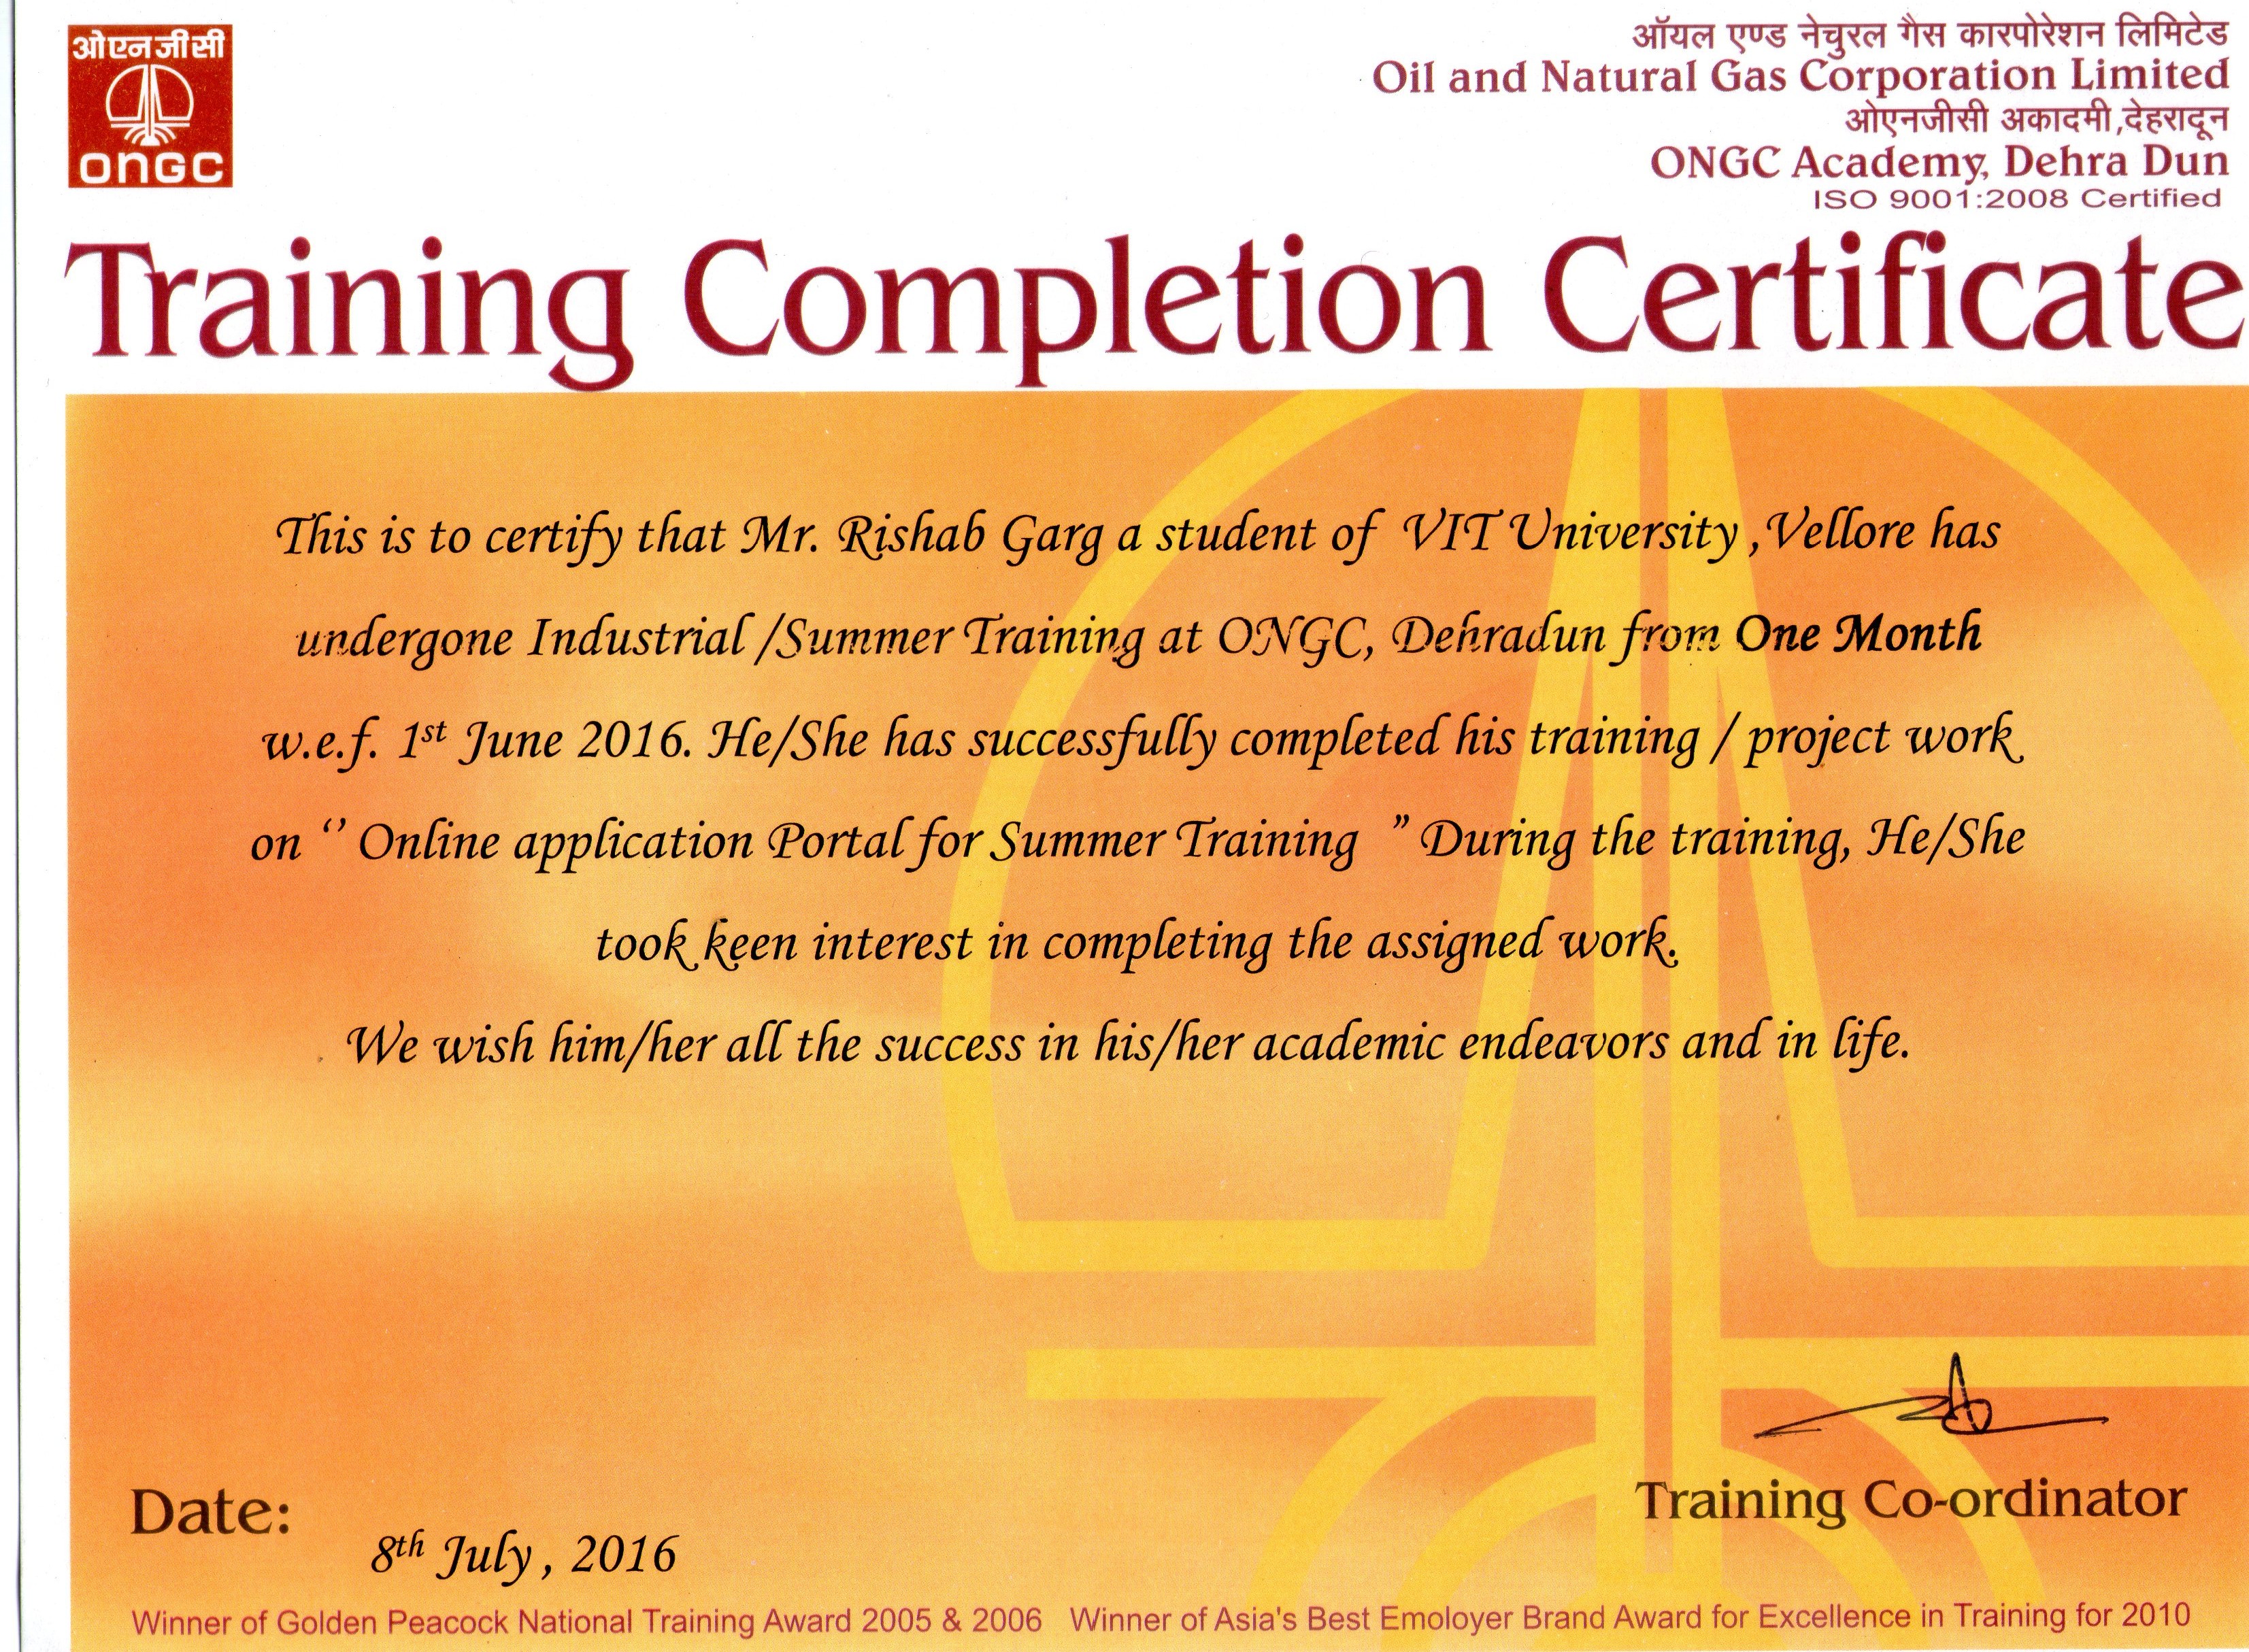 ओएनजीसी
ONGC
ऑयल एण्ड नेचुरल गैस कारपोरेशन लिमिटेड
Oil and Natural Gas Corporation Limited
ओएनजीसी अकादमी,देहरादून
ONGC Academy, Dehra Dun
ISO 9001:2008 Certified
Training Completion Certificate
This is to certify that Mr. Rishab Garg a student of VIT University ,Vellore has
undergone Industrial /Summer Training at ONGC, Dehradun from One Month
w.e.f. 1st June 2016. He/She has successfully completed his training / project work
on ‘’ Online application Portal for Summer Training ” During the training, He/She
took keen interest in completing the assigned work.
We wish him/her all the success in his/her academic endeavors and in life.
Date:
8th July, 2016
Training Co-ordinator
Winner of Golden Peacock National Training Award 2005 & 2006 Winner of Asia's Best Emoloyer Brand Award for Excellence in Training for 2010